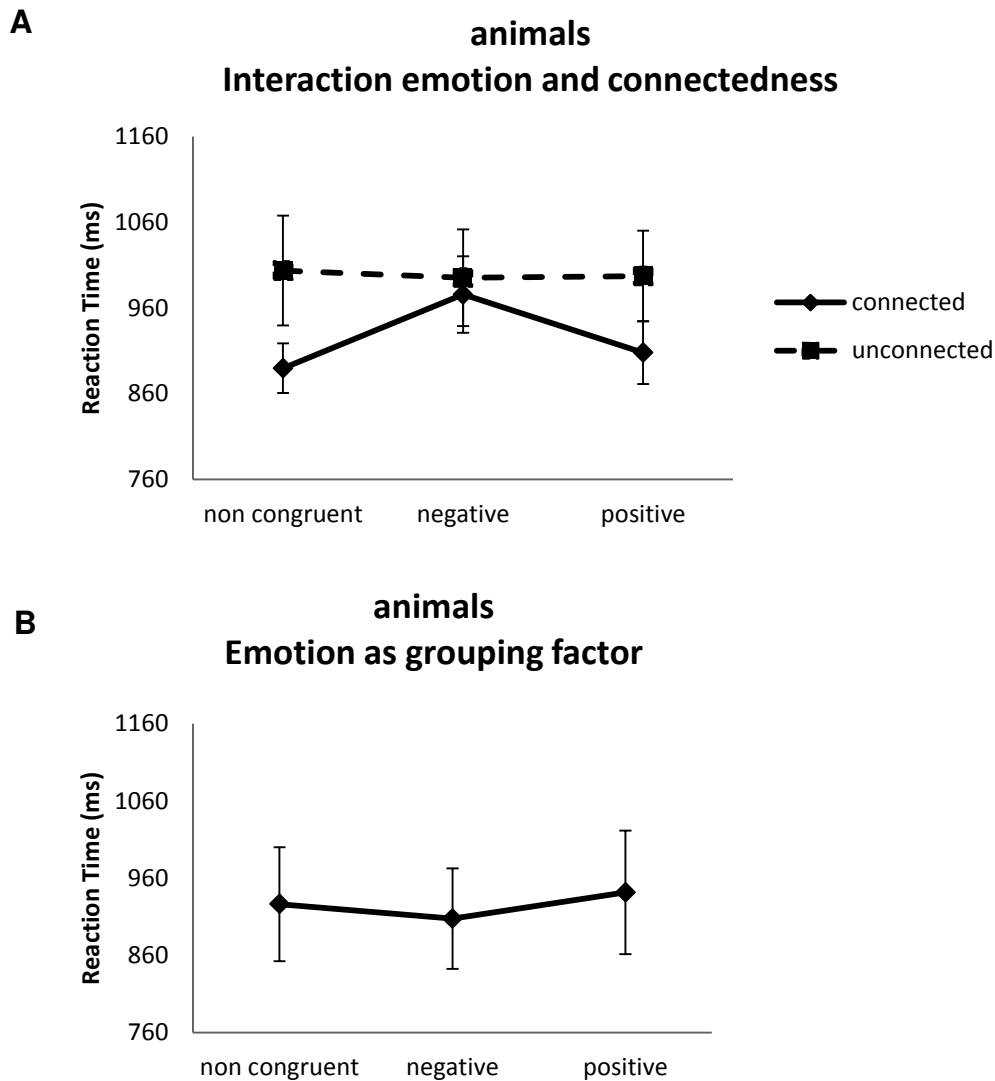 A
animals
Interaction emotion and connectedness
1160
1060
960
860
760
Reaction Time (ms)
non congruent negative positive
connected
unconnected
B
animals
Emotion as grouping factor
1160
1060
960
860
760
Reaction Time (ms)
non congruent negative positive